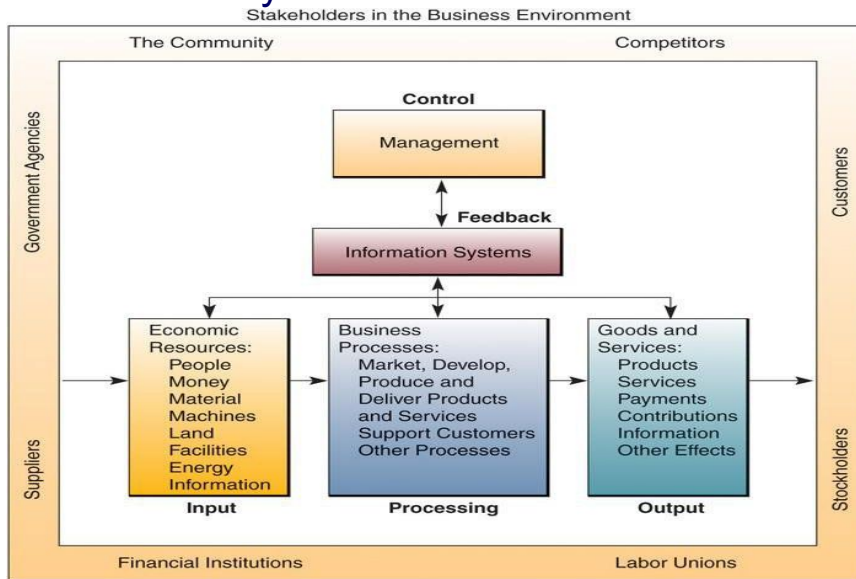 Stakeholders in the Business Environment
The Community
Competitors
Government Agencies
Suppliers
Customers
Stockholders
Control
Management
Feedback
Information Systems
Economic
Resources:
People
Money
Material
Machines
Land
Facilities
Energy
Information
Input
Business
Processes:
Market, Develop,
Produce and
Deliver Products
and Services
Support Customers
Other Processes
Processing
Goods and
Services:
Products
Services
Payments
Contributions
Information
Other Effects
Output
Financial Institutions
Labor Unions